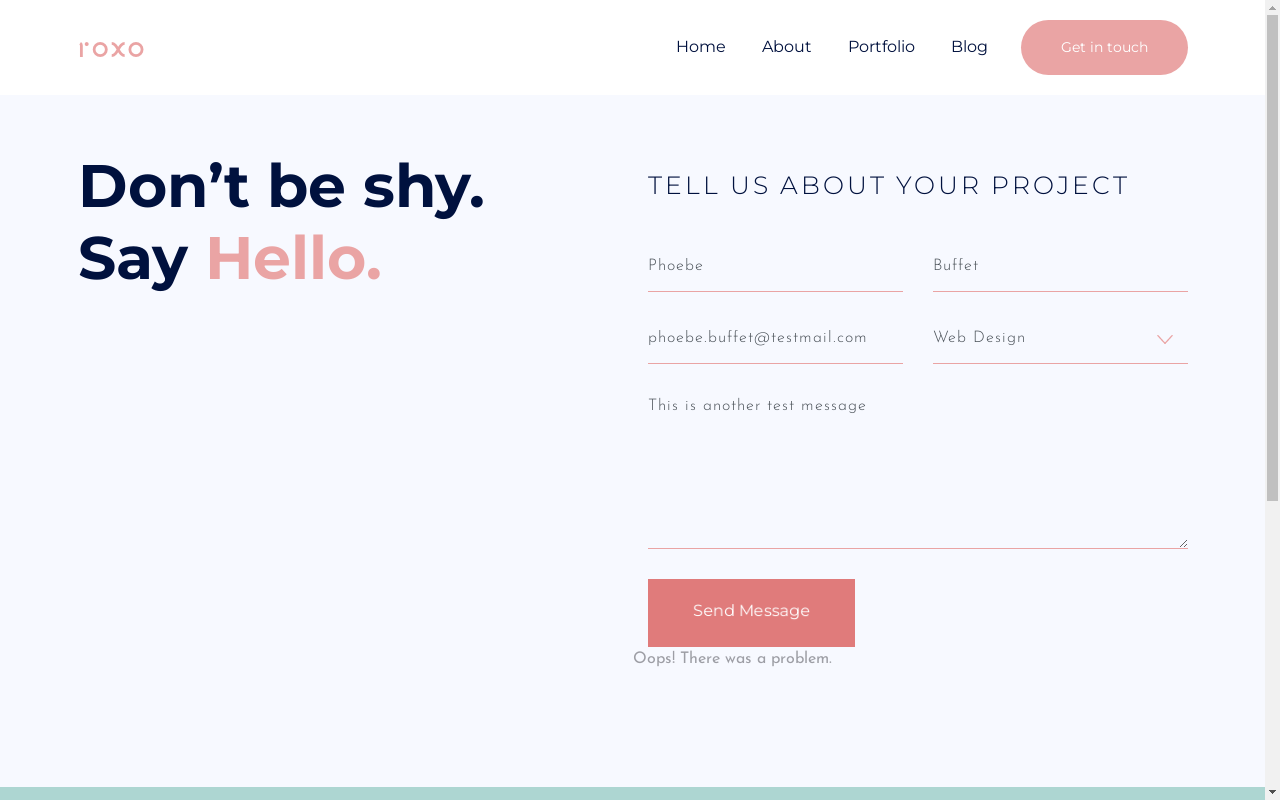 roxo
Home About Portfolio Blog Get in touch
Don’t be shy.
Say Hello.
TELL US ABOUT YOUR PROJECT
Phoebe Buffet
phoebe.buffet@testmail.com Web Design
This is another test message
Send Message
Oops! There was a problem.